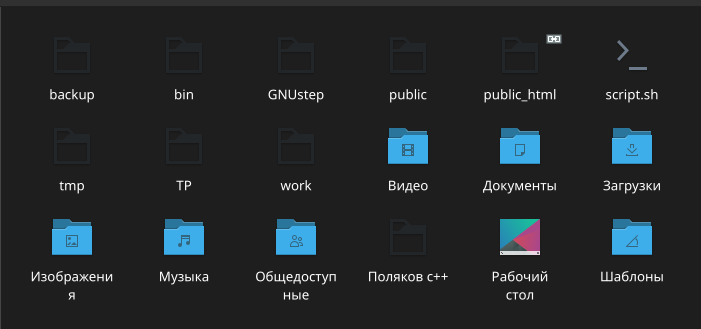 backup bin GNUstep public public_html script.sh
tmp TP work Видео Документы Загрузки
Изображени Музыка Общедоступ Поляков c++ Рабочий Шаблоны
я ные стол